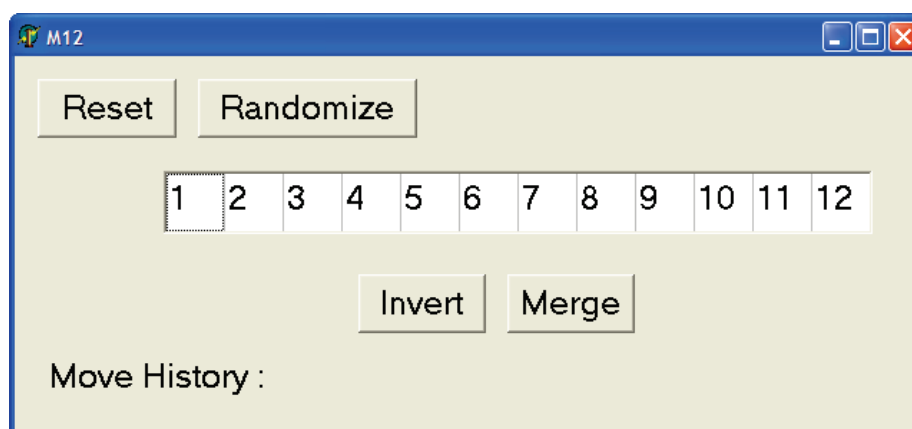 M12
Reset Randomize
1 2 3 4 5 6 7 8 9 10 11 12
Invert Merge
Move History :